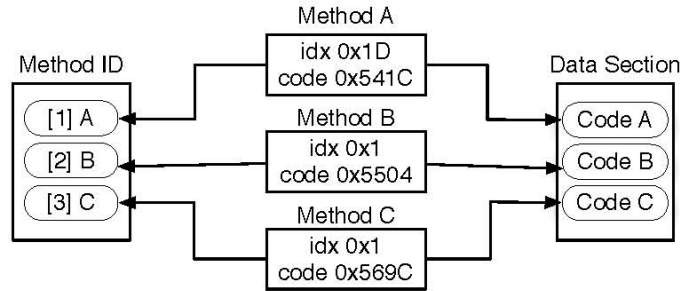 Method A
idx 0x1D
code 0x541C
Method ID
[1] A
[2] B
[3] C
Method B
idx 0x1
code 0x5504
Method C
idx 0x1
code 0x569C
Data Section
Code A
Code B
Code C